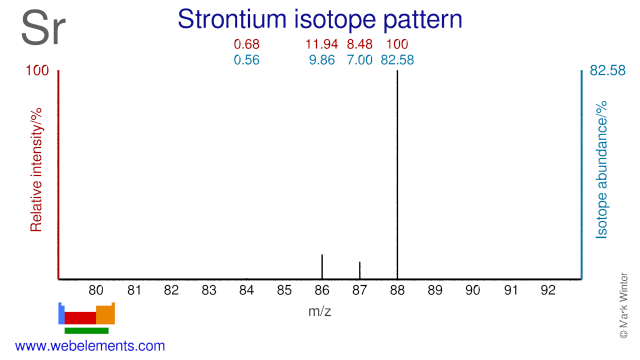 Sr
Strontium isotope pattern
0.68 11.94 8.48 100
0.56 9.86 7.00 82.58
100 82.58
Relative intensity/%
Isotope abundance/%
80 81 82 83 84 85 86 87 88 89 90 91 92
m/z
© Mark Winter
www.webelements.com